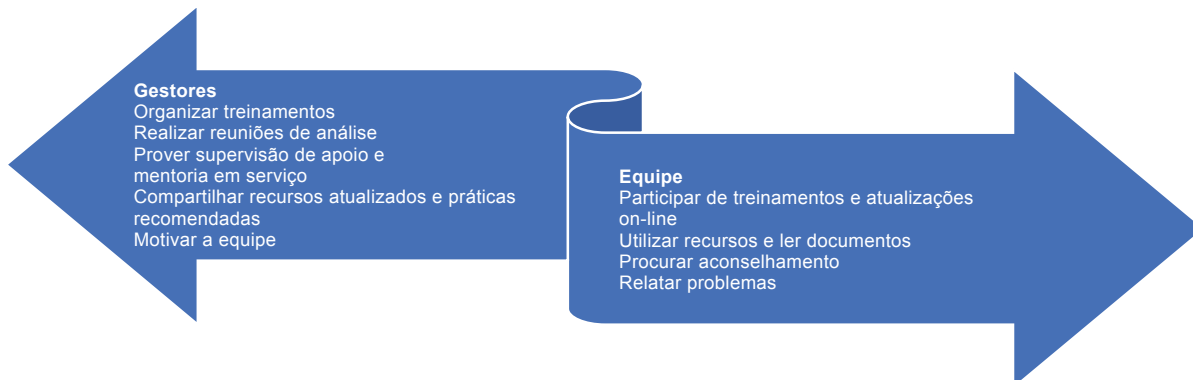 Gestores
Organizar treinamentos
Realizar reuniões de análise
Prover supervisão de apoio e
mentoria em serviço
Compartilhar recursos atualizados e práticas
recomendadas
Motivar a equipe
Equipe
Participar de treinamentos e atualizações
on-line
Utilizar recursos e ler documentos
Procurar aconselhamento
Relatar problemas